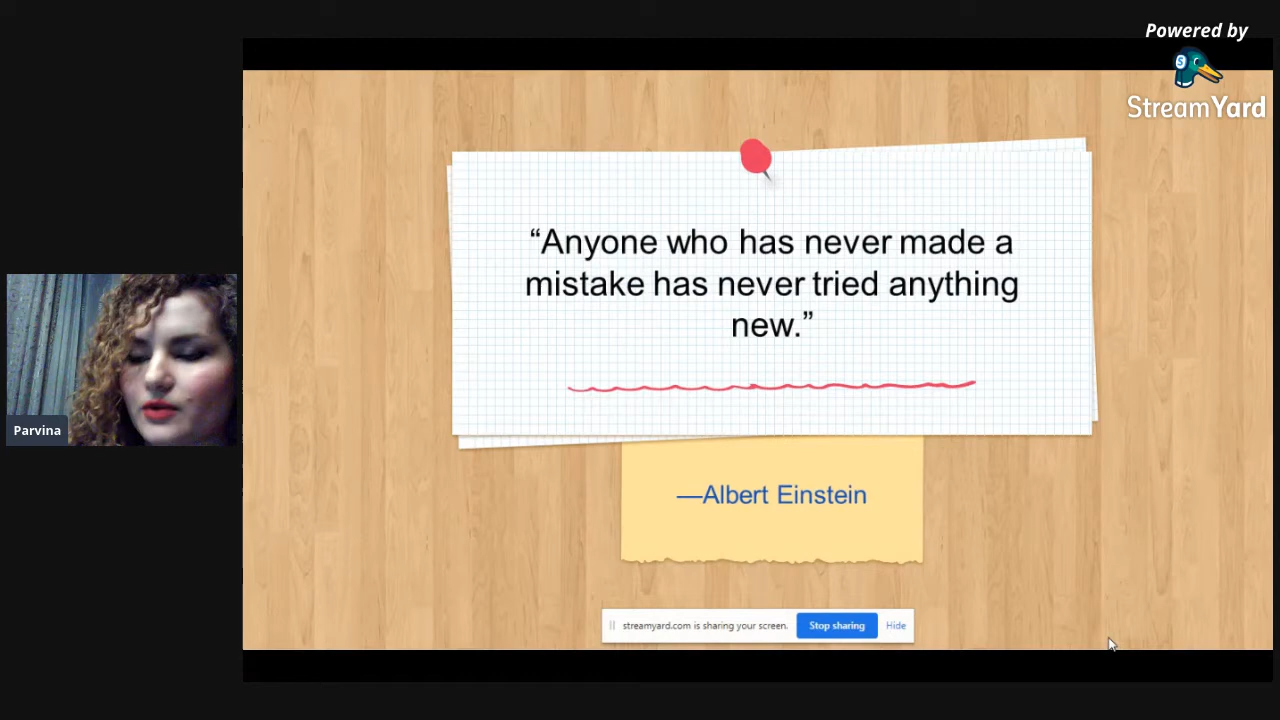 Powered by
StreamYard
“Anyone who has never made a
mistake has never tried anything
new.”
—Albert Einstein
Parvina
streamyard.com is sharing your screen. Stop sharing Hide